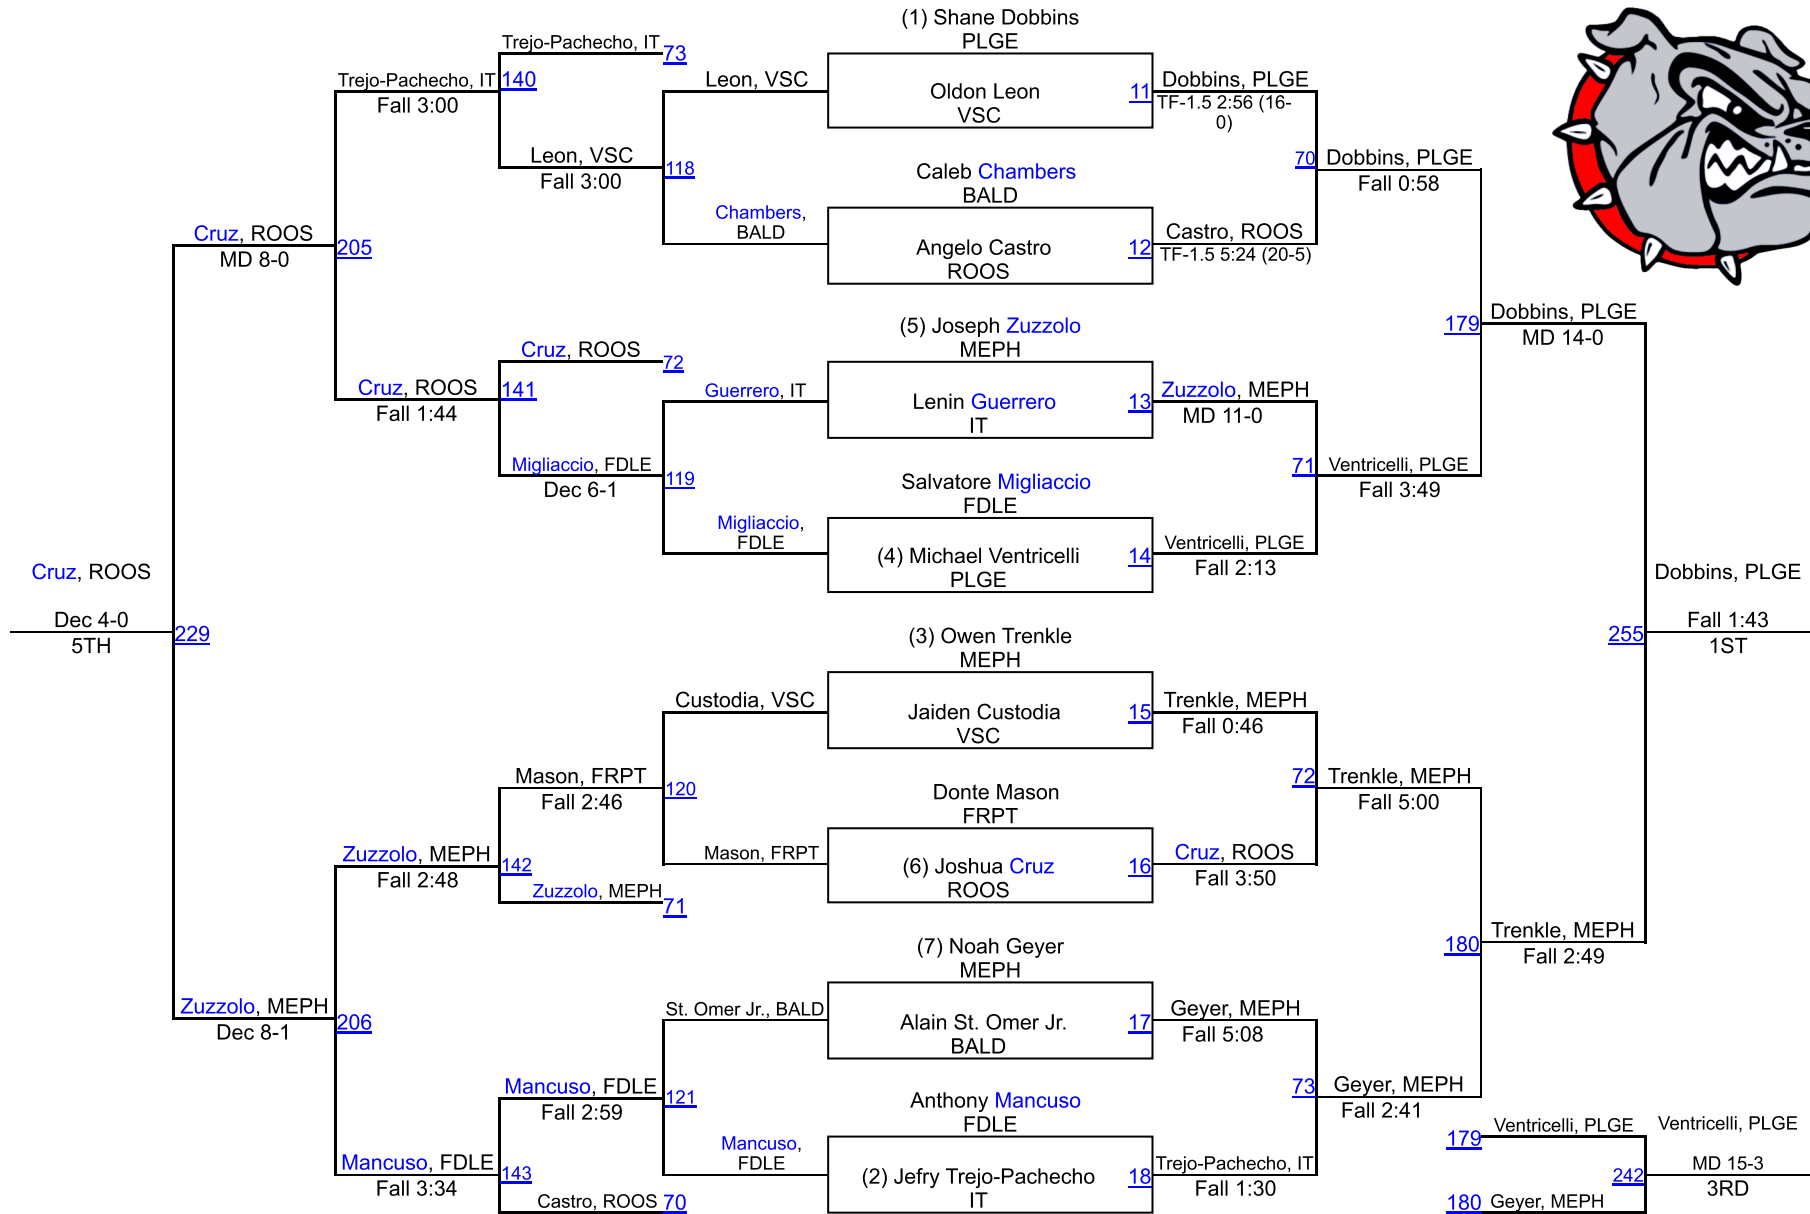 (1) Shane Dobbins
PLGE
Trejo-Pachecho, IT
73
Trejo-Pachecho, IT
140
Fall 3:00
Leon, VSC
Oldon Leon
VSC
11
Dobbins, PLGE
TF-1.5 2:56 (16-
0)
Leon, VSC
Fall 3:00
118
Caleb Chambers
BALD
70
Dobbins, PLGE
Fall 0:58
Chambers,
BALD
Angelo Castro
ROOS
12
Castro, ROOS
TF-1.5 5:24 (20-5)
Cruz, ROOS
MD 8-0
205
(5) Joseph Zuzzolo
MEPH
179
Dobbins, PLGE
MD 14-0
Cruz, ROOS
72
Cruz, ROOS
Fall 1:44
141
Guerrero, IT
Lenin Guerrero
IT
13
Zuzzolo, MEPH
MD 11-0
Migliaccio, FDLE
Dec 6-1
119
Salvatore Migliaccio
FDLE
71
Ventricelli, PLGE
Fall 3:49
Migliaccio,
FDLE
(4) Michael Ventricelli
PLGE
14
Ventricelli, PLGE
Fall 2:13
Cruz, ROOS
Dec 4-0
5TH
229
Dobbins, PLGE
255
Fall 1:43
1ST
(3) Owen Trenkle
MEPH
Custodia, VSC
Jaiden Custodia
VSC
15
Trenkle, MEPH
Fall 0:46
Mason, FRPT
Fall 2:46
120
Donte Mason
FRPT
72
Trenkle, MEPH
Fall 5:00
Mason, FRPT
(6) Joshua Cruz
ROOS
16
Cruz, ROOS
Fall 3:50
Zuzzolo, MEPH
Fall 2:48
142
Zuzzolo, MEPH
71
(7) Noah Geyer
MEPH
180
Trenkle, MEPH
Fall 2:49
Zuzzolo, MEPH
Dec 8-1
206
St. Omer Jr., BALD
Alain St. Omer Jr.
BALD
17
Geyer, MEPH
Fall 5:08
Mancuso, FDLE
Fall 2:59
121
Anthony Mancuso
FDLE
73
Geyer, MEPH
Fall 2:41
Mancuso,
FDLE
Mancuso, FDLE
Fall 3:34
143
(2) Jefry Trejo-Pachecho
IT
18
Trejo-Pachecho, IT
Fall 1:30
Castro, ROOS
70
179
Ventricelli, PLGE
Ventricelli, PLGE
242
MD 15-3
3RD
180
Geyer, MEPH